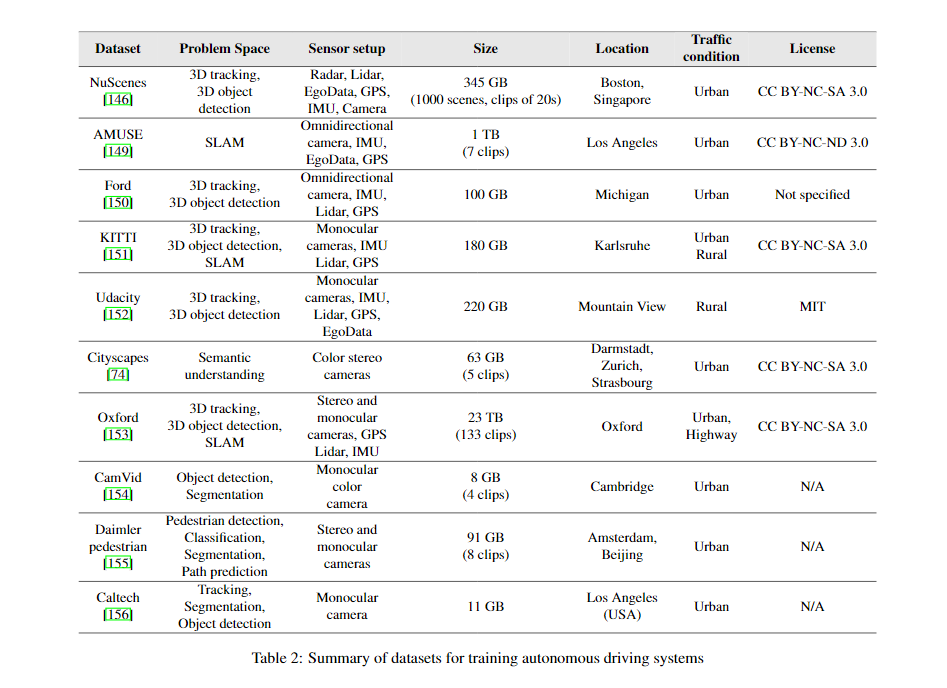 Dataset Problem Space Sensor setup Size Location Traffic condition License
NuScenes [146] 3D tracking, 3D object detection Radar, Lidar, EgoData, GPS, IMU, Camera 345 GB (1000 scenes, clips of 20s) Boston, Singapore Urban CC BY-NC-SA 3.0
AMUSE [149] SLAM Omnidirectional camera, IMU, EgoData, GPS 1 TB (7 clips) Los Angeles Urban CC BY-NC-ND 3.0
Ford [150] 3D tracking, 3D object detection Omnidirectional camera, IMU, Lidar, GPS 100 GB Michigan Urban Not specified
KITTI [151] 3D tracking, 3D object detection, SLAM Monocular cameras, IMU Lidar, GPS 180 GB Karlsruhe Urban Rural CC BY-NC-SA 3.0
Udacity [152] 3D tracking, 3D object detection Monocular cameras, IMU, Lidar, GPS, EgoData 220 GB Mountain View Rural MIT
Cityscapes [74] Semantic understanding Color stereo cameras 63 GB (5 clips) Darmstadt, Zurich, Strasbourg Urban CC BY-NC-SA 3.0
Oxford [153] 3D tracking, 3D object detection, SLAM Stereo and monocular cameras, GPS Lidar, IMU 23 TB (133 clips) Oxford Urban, Highway CC BY-NC-SA 3.0
CamVid [154] Object detection, Segmentation Monocular color camera 8 GB (4 clips) Cambridge Urban N/A
Daimler pedestrian [155] Pedestrian detection, Classification, Segmentation, Path prediction Stereo and monocular cameras 91 GB (8 clips) Amsterdam, Beijing Urban N/A
Caltech [156] Tracking, Segmentation, Object detection Monocular camera 11 GB Los Angeles (USA) Urban N/A
Table 2: Summary of datasets for training autonomous driving systems